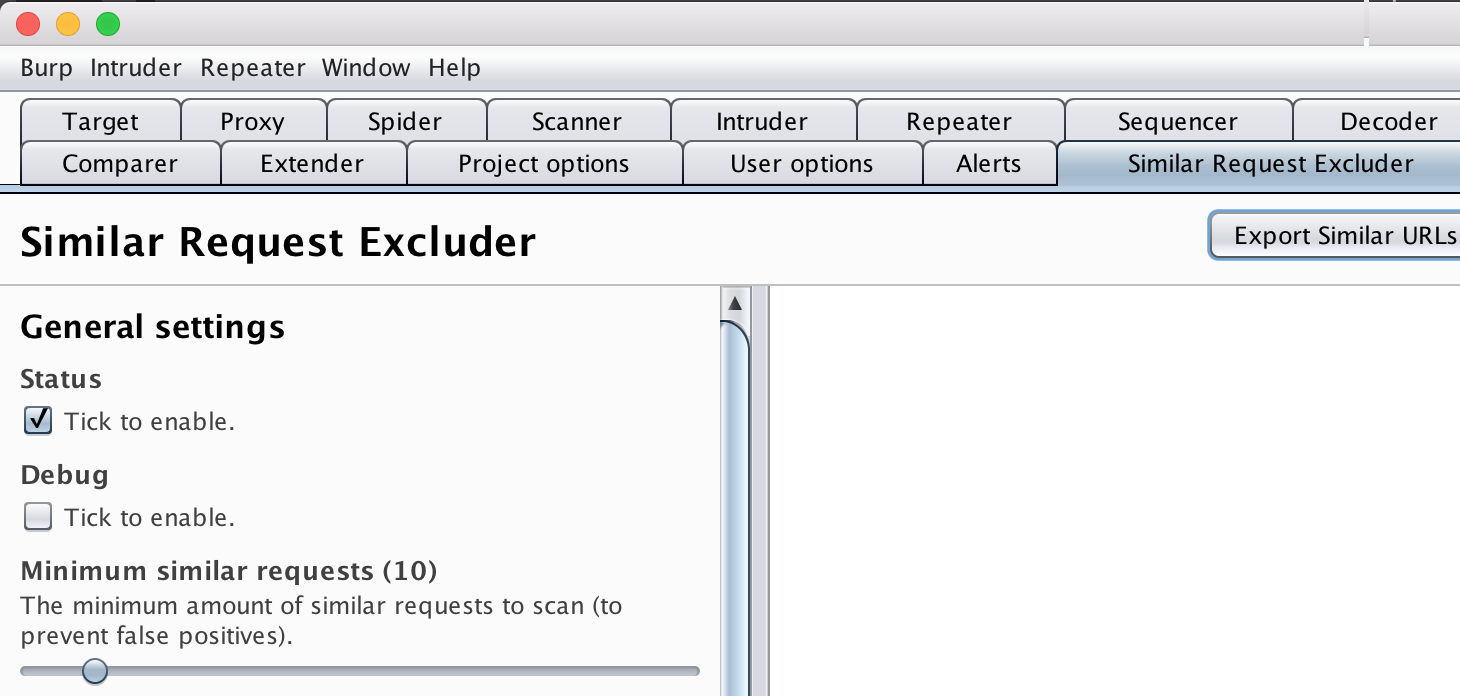 Burp Intruder Repeater Window Help
Target Proxy Spider Scanner Intruder Repeater Sequencer Decoder
Comparer Extender Project options User options Alerts Similar Request Excluder
Similar Request Excluder
Export Similar URLs
General settings
Status
Tick to enable.
Debug
Tick to enable.
Minimum similar requests (10)
The minimum amount of similar requests to scan (to
prevent false positives).